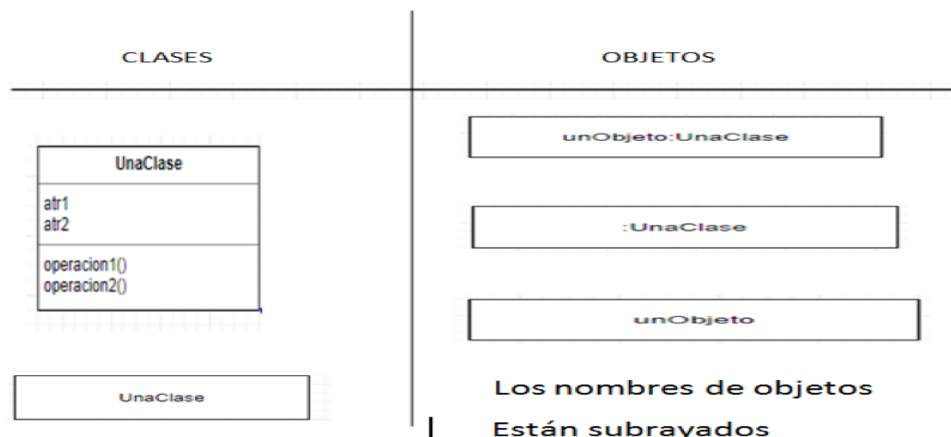 CLASES
UnaClase
atr1
atr2
operacion1()
operacion2()
UnaClase
OBJETOS
unObjeto:UnaClase
:UnaClase
unObjeto
Los nombres de objetos
Están subrayados